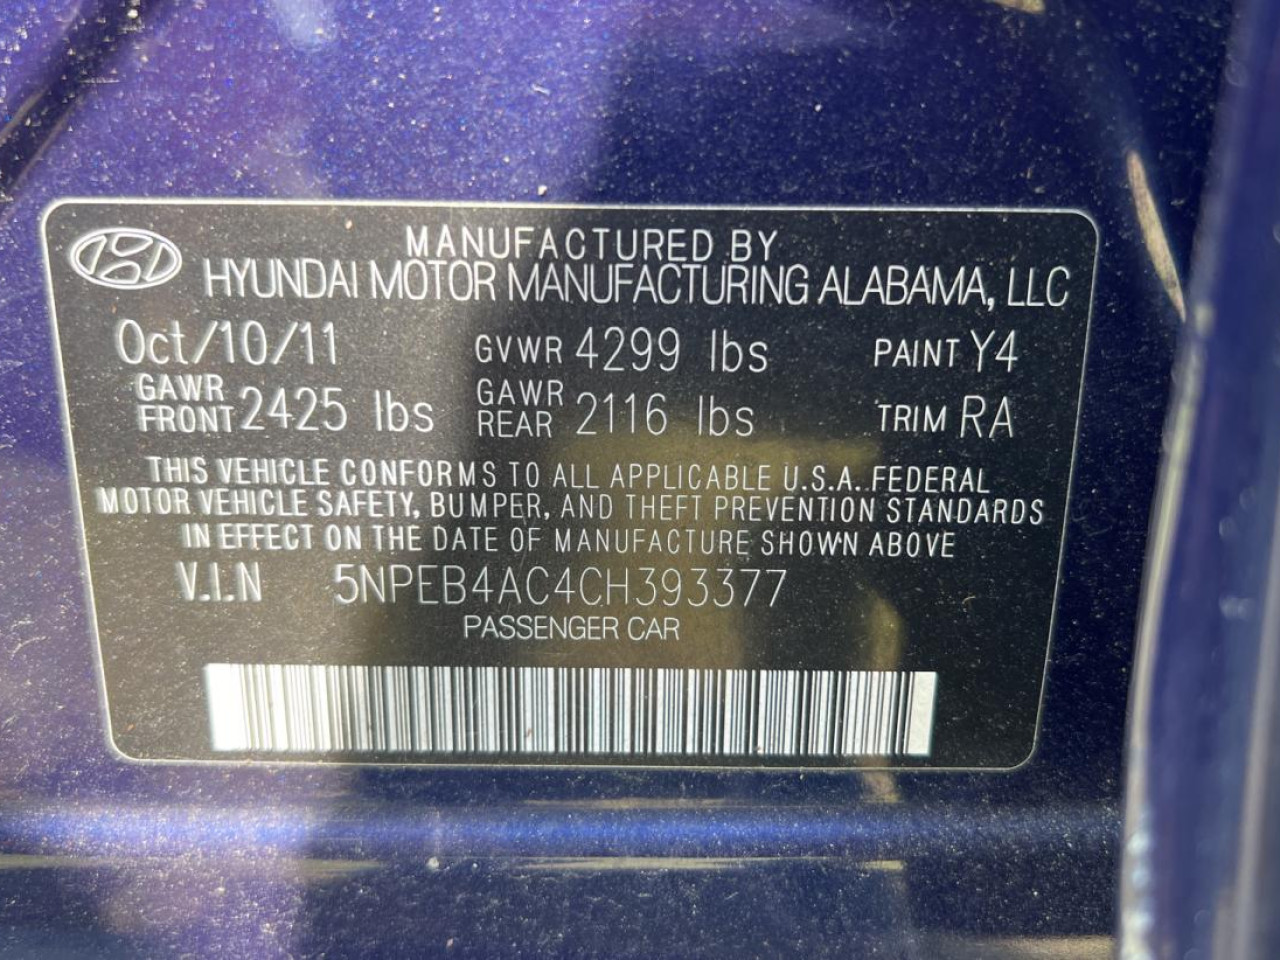 MANUFACTURED BY
HYUNDAI MOTOR MANUFACTURING ALABAMA, LLC
Oct/10/11 GVWR 4299 lbs PAINT Y4
GAWR FRONT 2425 lbs GAWR REAR 2116 lbs TRIM RA
THIS VEHICLE CONFORMS TO ALL APPLICABLE U.S.A. FEDERAL
MOTOR VEHICLE SAFETY, BUMPER, AND THEFT PREVENTION STANDARDS
IN EFFECT ON THE DATE OF MANUFACTURE SHOWN ABOVE
V.I.N 5NPEB4AC4CH393377
PASSENGER CAR